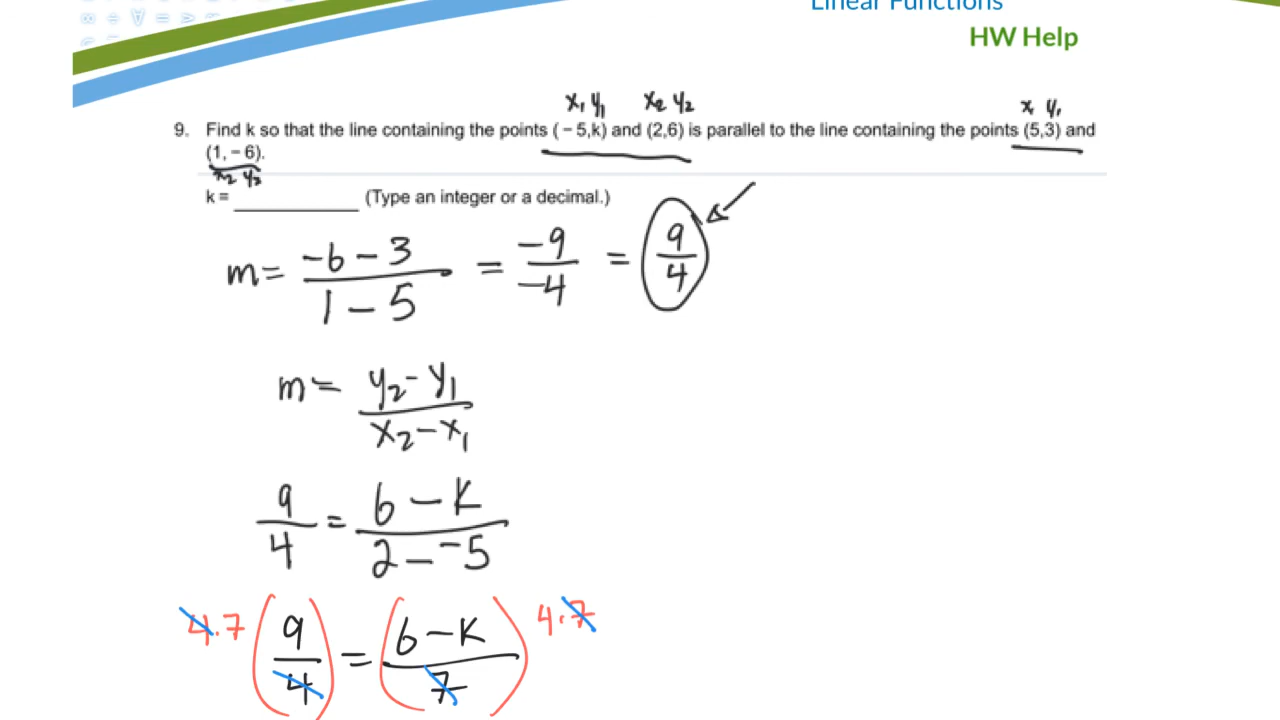 Linear Functions
HW Help
x₁ y₁ x₂ y₂ x₁ y₁
9. Find k so that the line containing the points (−5,k) and (2,6) is parallel to the line containing the points (5,3) and
(1,−6).
x₂ y₂
k = ____________ (Type an integer or a decimal.)
m = (-6 - 3)/(1 - 5) = -9/-4 = 9/4
m = (y₂ - y₁)/(x₂ - x₁)
9/4 = (6 - K)/(2 - -5)
4·7 (9/4) = (6 - K)/7 4·7